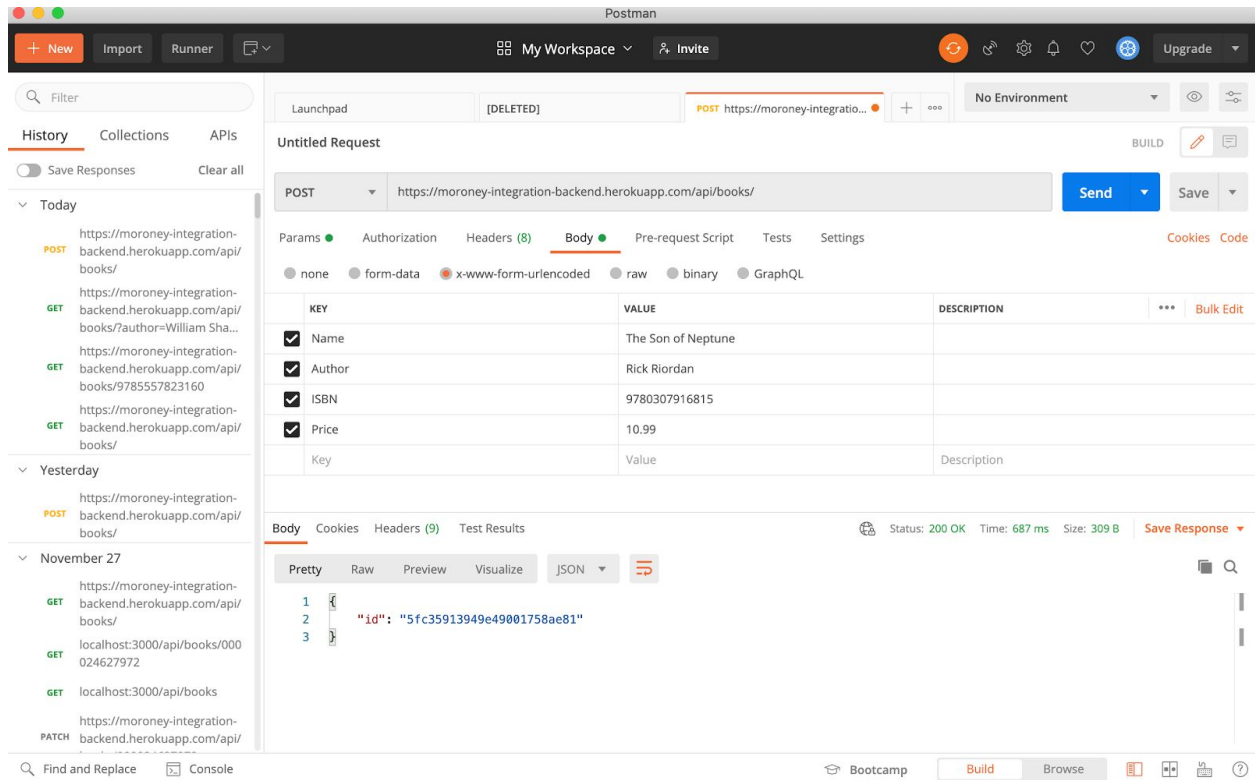 Postman
+ New Import Runner My Workspace Invite Upgrade
Filter
History Collections APIs
Save Responses Clear all
Today
POST https://moroney-integration-
backend.herokuapp.com/api/
books/
GET https://moroney-integration-
backend.herokuapp.com/api/
books/?author=William Sha...
GET https://moroney-integration-
backend.herokuapp.com/api/
books/9785557823160
GET https://moroney-integration-
backend.herokuapp.com/api/
books/
Yesterday
POST https://moroney-integration-
backend.herokuapp.com/api/
books/
November 27
GET https://moroney-integration-
backend.herokuapp.com/api/
books/
GET localhost:3000/api/books/000
024627972
GET localhost:3000/api/books
PATCH https://moroney-integration-
backend.herokuapp.com/api/
Launchpad [DELETED] POST https://moroney-integratio... + ooo No Environment
Untitled Request BUILD
POST https://moroney-integration-backend.herokuapp.com/api/books/ Send Save
Params Authorization Headers (8) Body Pre-request Script Tests Settings Cookies Code
none form-data x-www-form-urlencoded raw binary GraphQL
KEY VALUE DESCRIPTION ••• Bulk Edit
Name The Son of Neptune
Author Rick Riordan
ISBN 9780307916815
Price 10.99
Key Value Description
Body Cookies Headers (9) Test Results Status: 200 OK Time: 687 ms Size: 309 B Save Response
Pretty Raw Preview Visualize JSON
1 {
2 "id": "5fc35913949e49001758ae81"
3 }
Find and Replace Console Bootcamp Build Browse ?